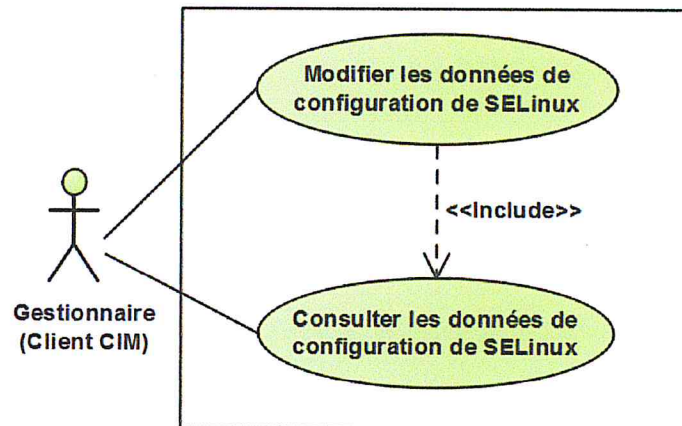 Modifier les données de
configuration de SELinux
<<Include>>
Gestionnaire
(Client CIM)
Consulter les données de
configuration de SELinux